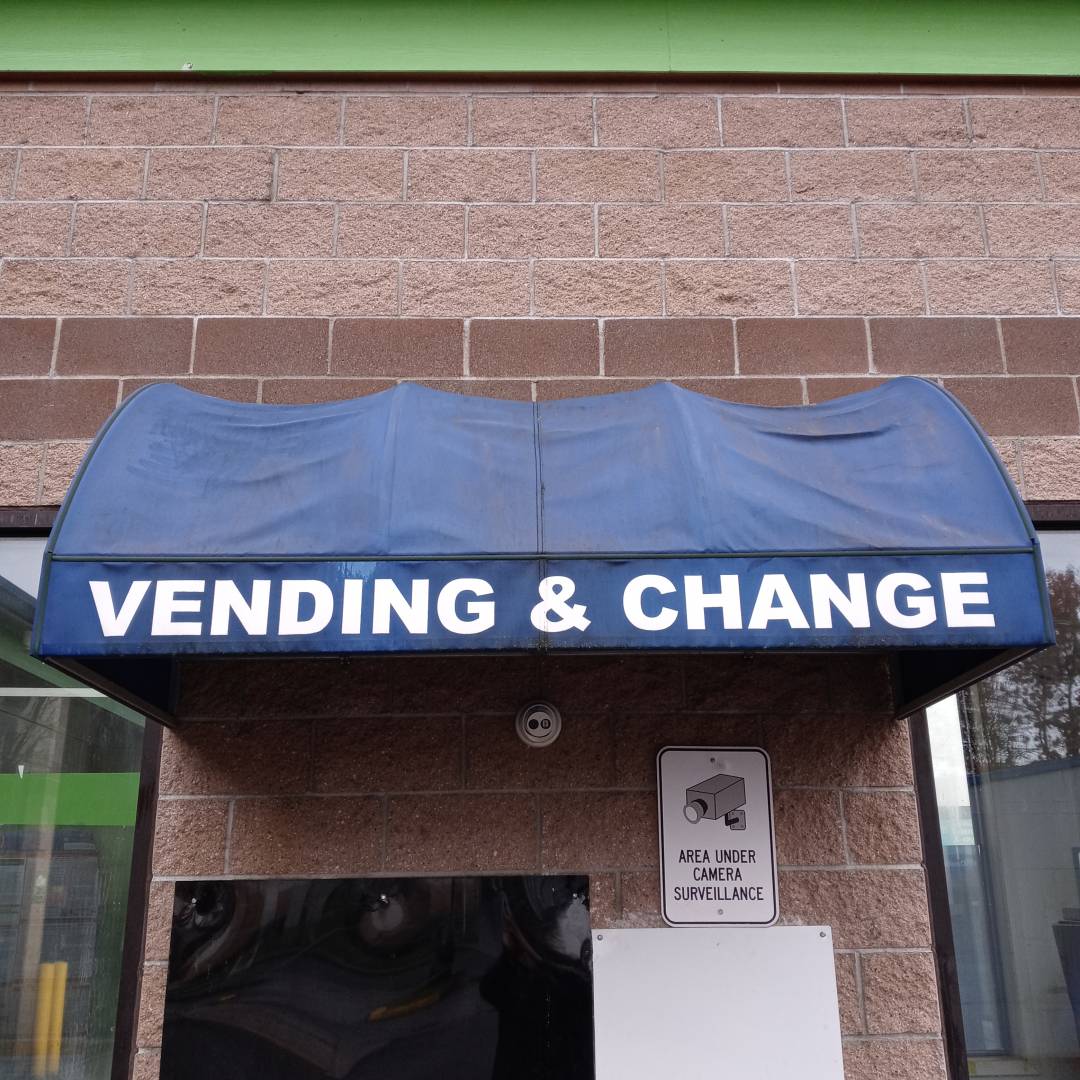 VENDING & CHANGE
AREA UNDER
CAMERA
SURVEILLANCE